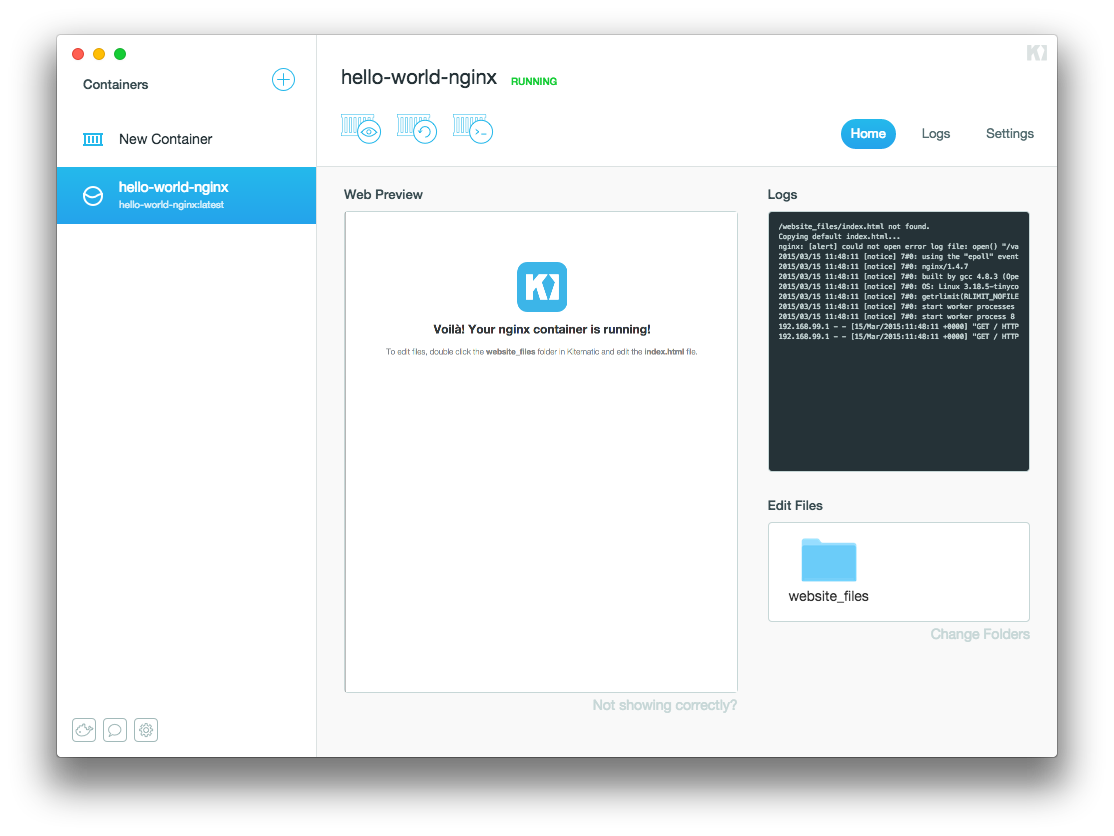 Containers
New Container
hello-world-nginx
hello-world-nginx:latest
hello-world-nginx RUNNING
Home Logs Settings
Web Preview
Voilà! Your nginx container is running!
To edit files, double click the website_files folder in Kitematic and edit the index.html file.
Not showing correctly?
Logs
/website_files/index.html not found.
Copying default index.html...
nginx: [alert] could not open error log file: open() "/va
2015/03/15 11:48:11 [notice] 7#0: using the "epoll" event
2015/03/15 11:48:11 [notice] 7#0: nginx/1.4.7
2015/03/15 11:48:11 [notice] 7#0: built by gcc 4.8.3 (Ope
2015/03/15 11:48:11 [notice] 7#0: OS: Linux 3.18.5-tinyco
2015/03/15 11:48:11 [notice] 7#0: getrlimit(RLIMIT_NOFILE
2015/03/15 11:48:11 [notice] 7#0: start worker processes
2015/03/15 11:48:11 [notice] 7#0: start worker process 8
192.168.99.1 - - [15/Mar/2015:11:48:11 +0000] "GET / HTTP
192.168.99.1 - - [15/Mar/2015:11:48:11 +0000] "GET / HTTP
Edit Files
website_files
Change Folders